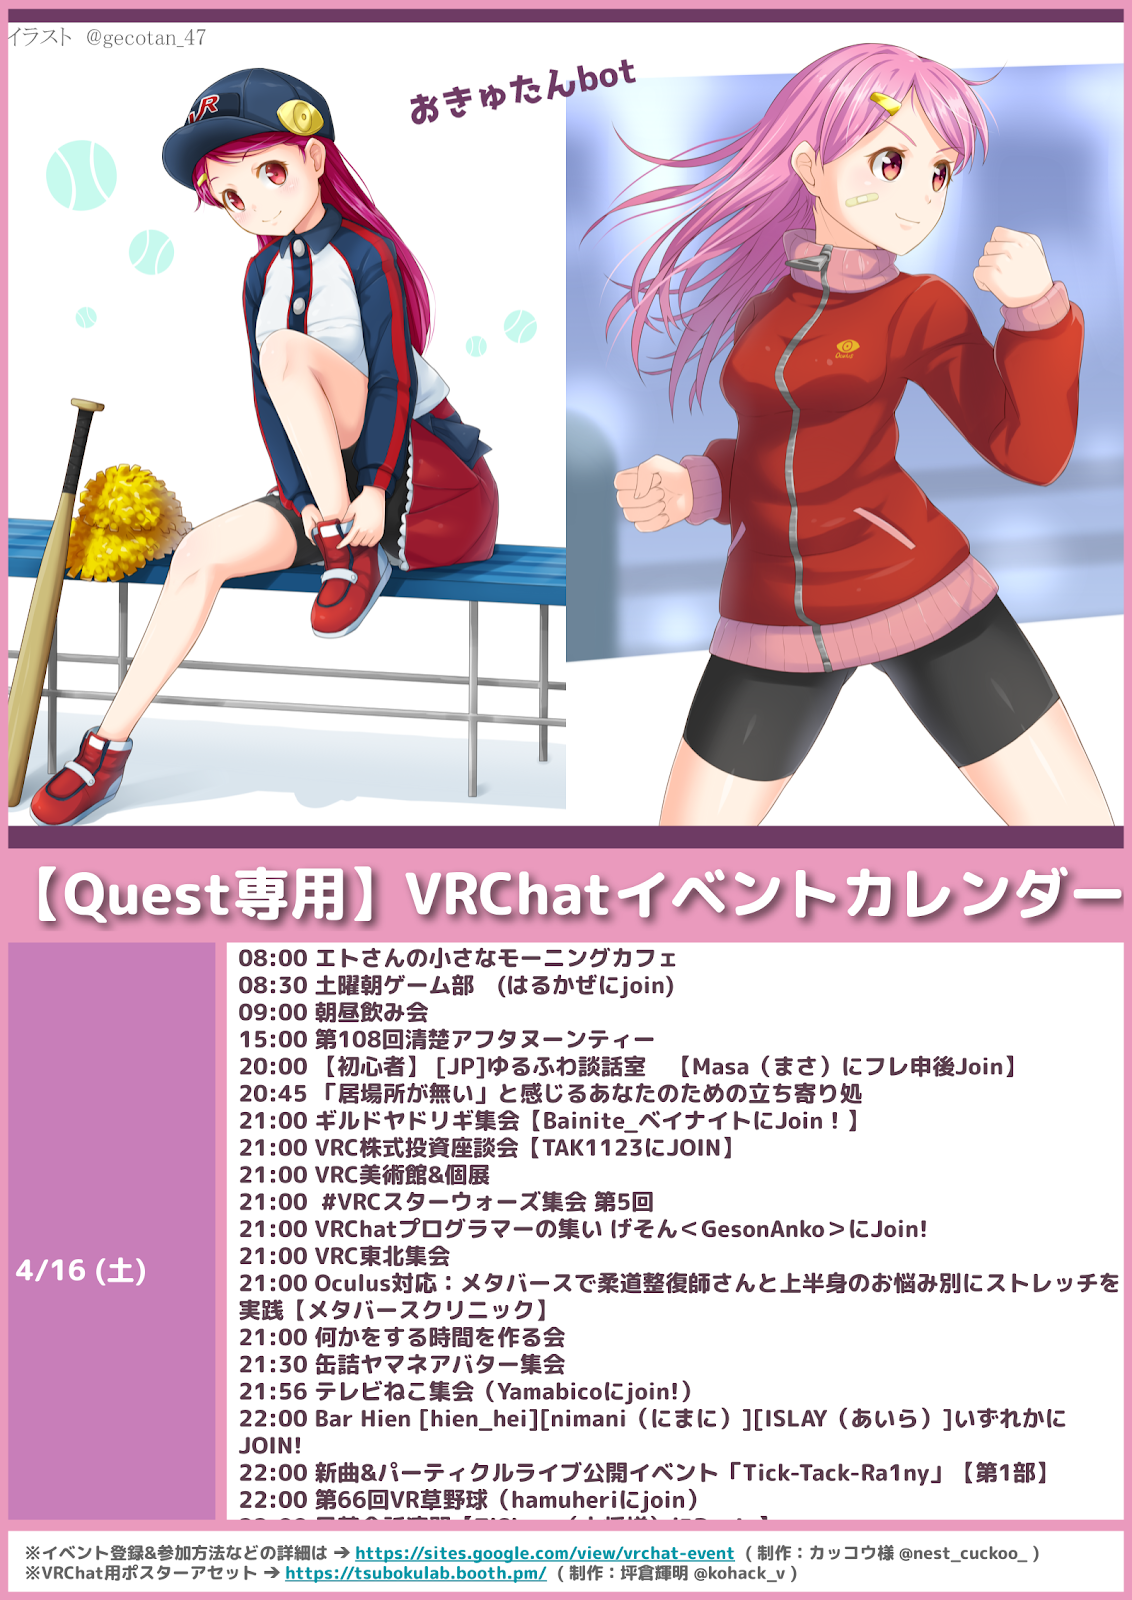 イラスト @gecotan_47
おきゅたんbot
VR
Quest
【Quest専用】VRChatイベントカレンダー
4/16 (土)
08:00 エトさんの小さなモーニングカフェ
08:30 土曜朝ゲーム部 (はるかぜにjoin)
09:00 朝昼飲み会
15:00 第108回清楚アフタヌーンティー
20:00 【初心者】 [JP]ゆるふわ談話室 【Masa（まさ）にフレ申後Join】
20:45 「居場所が無い」と感じるあなたのための立ち寄り処
21:00 ギルドヤドリギ集会【Bainite_ベイナイトにJoin！】
21:00 VRC株式投資座談会【TAK1123にJOIN】
21:00 VRC美術館&個展
21:00 #VRCスターウォーズ集会 第5回
21:00 VRChatプログラマーの集い げそん＜GesonAnko＞にJoin!
21:00 VRC東北集会
21:00 Oculus対応：メタバースで柔道整復師さんと上半身のお悩み別にストレッチを
実践【メタバースクリニック】
21:00 何かをする時間を作る会
21:30 缶詰ヤマネアバター集会
21:56 テレビねこ集会（Yamabicoにjoin!）
22:00 Bar Hien [hien_hei][nimani（にまに）][ISLAY（あいら）]いずれかに
JOIN!
22:00 新曲&パーティクルライブ公開イベント「Tick-Tack-Ra1ny」【第1部】
22:00 第66回VR草野球（hamuheriにjoin）
※イベント登録&参加方法などの詳細は ➔ https://sites.google.com/view/vrchat-event （制作：カッコウ様 @nest_cuckoo_ ）
※VRChat用ポスターアセット ➔ https://tsubokulab.booth.pm/ （制作：坪倉輝明 @kohack_v ）